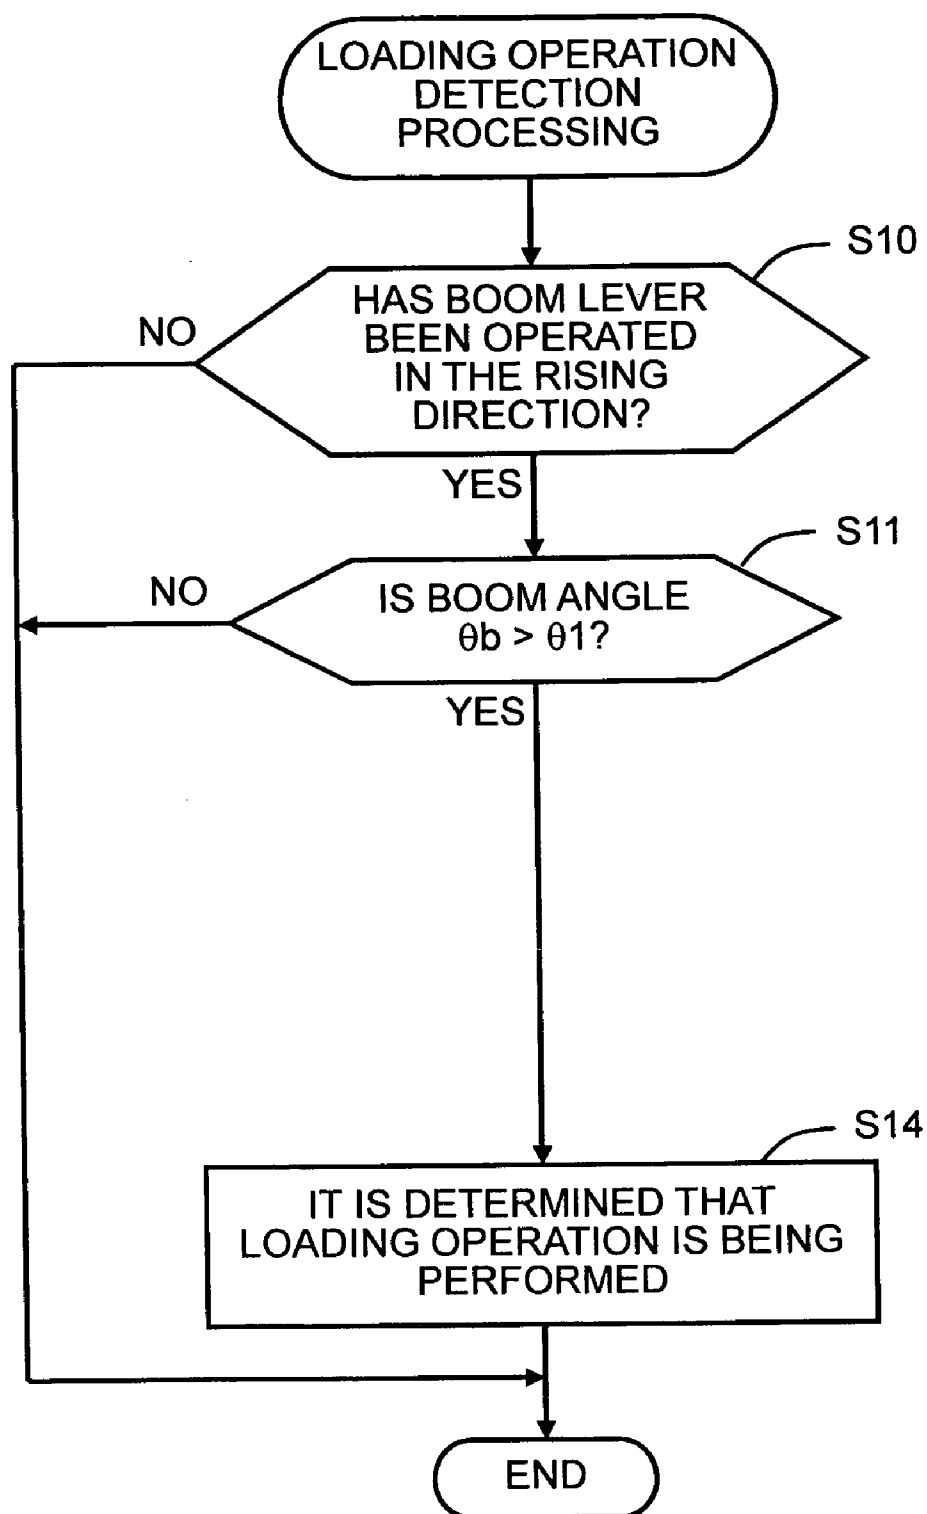 LOADING OPERATION
DETECTION
PROCESSING
S10
HAS BOOM LEVER
BEEN OPERATED
IN THE RISING
DIRECTION?
NO
YES
S11
IS BOOM ANGLE
θb > θ1?
NO
YES
S14
IT IS DETERMINED THAT
LOADING OPERATION IS BEING
PERFORMED
END